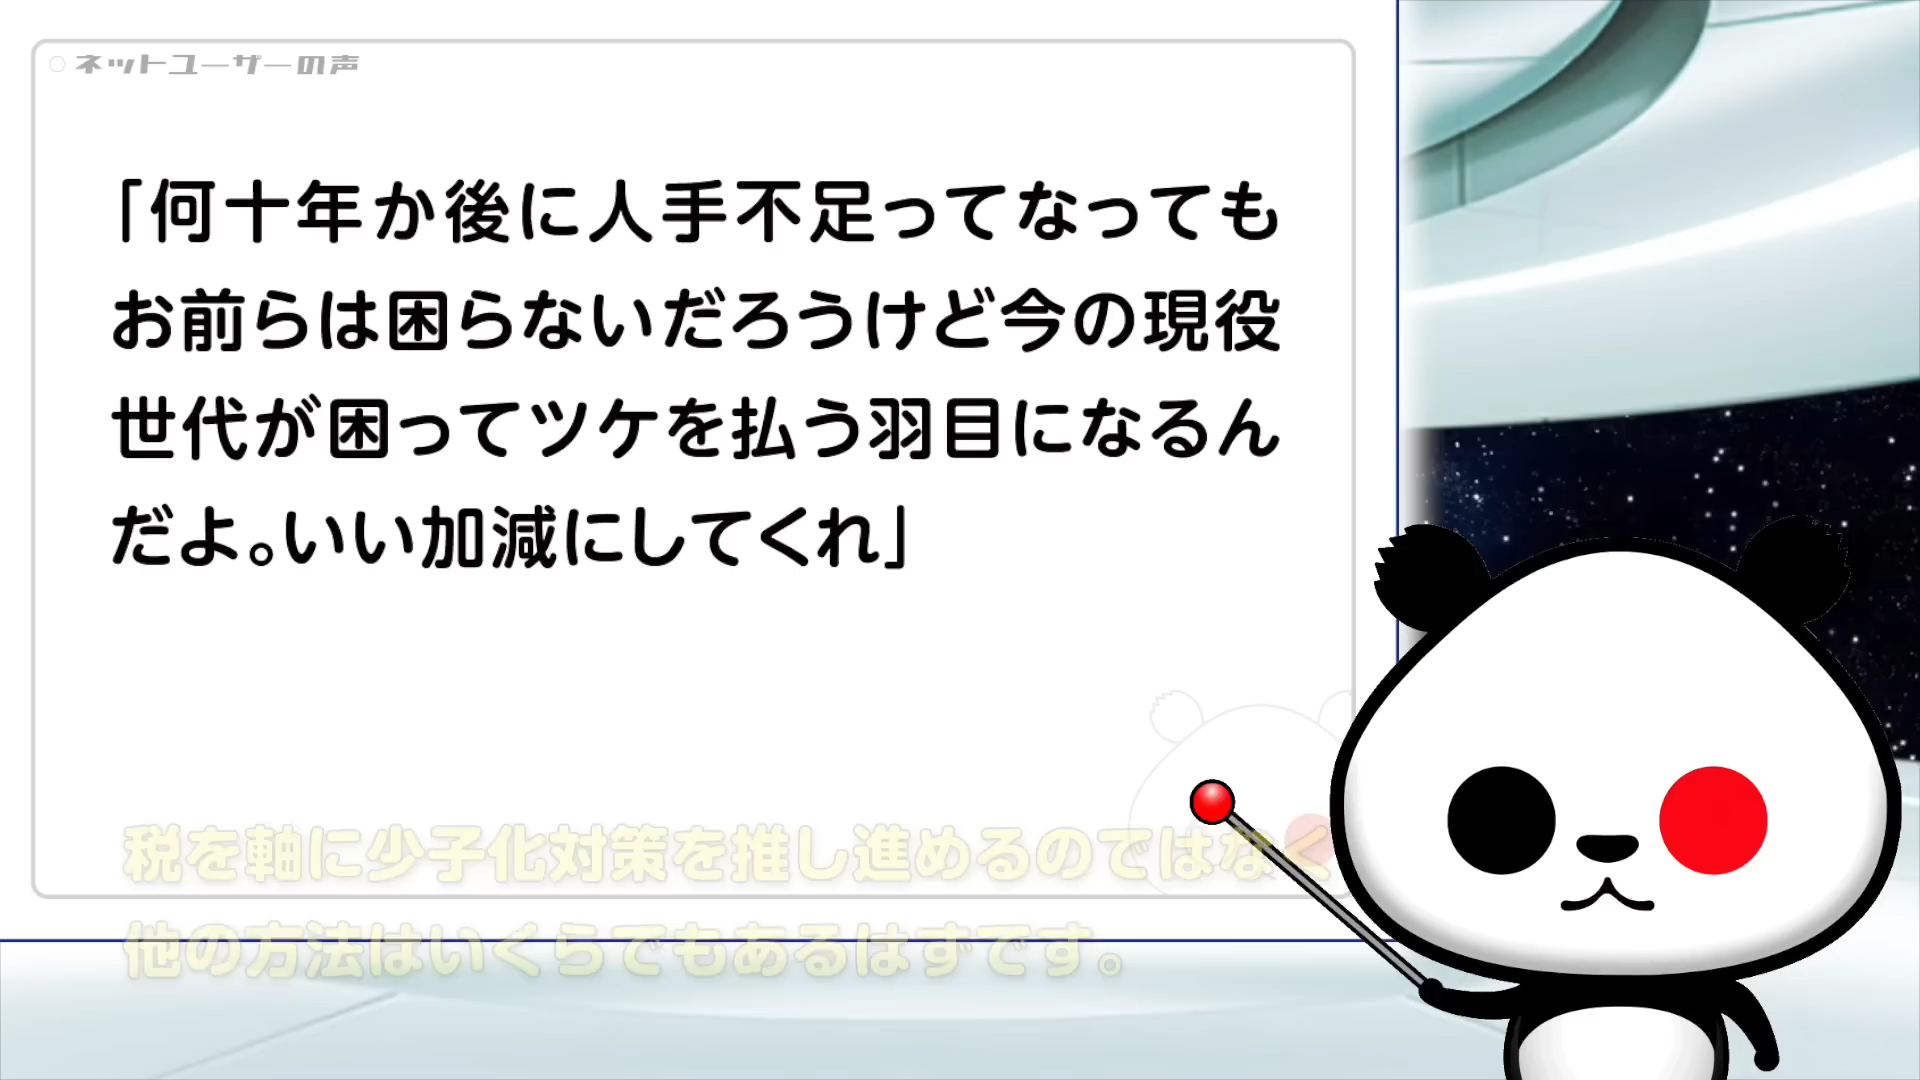 ネットユーザーの声
「何十年か後に人手不足ってなっても
お前らは困らないだろうけど今の現役
世代が困ってツケを払う羽目になるん
だよ。いい加減にしてくれ」
税を軸に少子化対策を推し進めるのではなく
他の方法はいくらでもあるはずです。